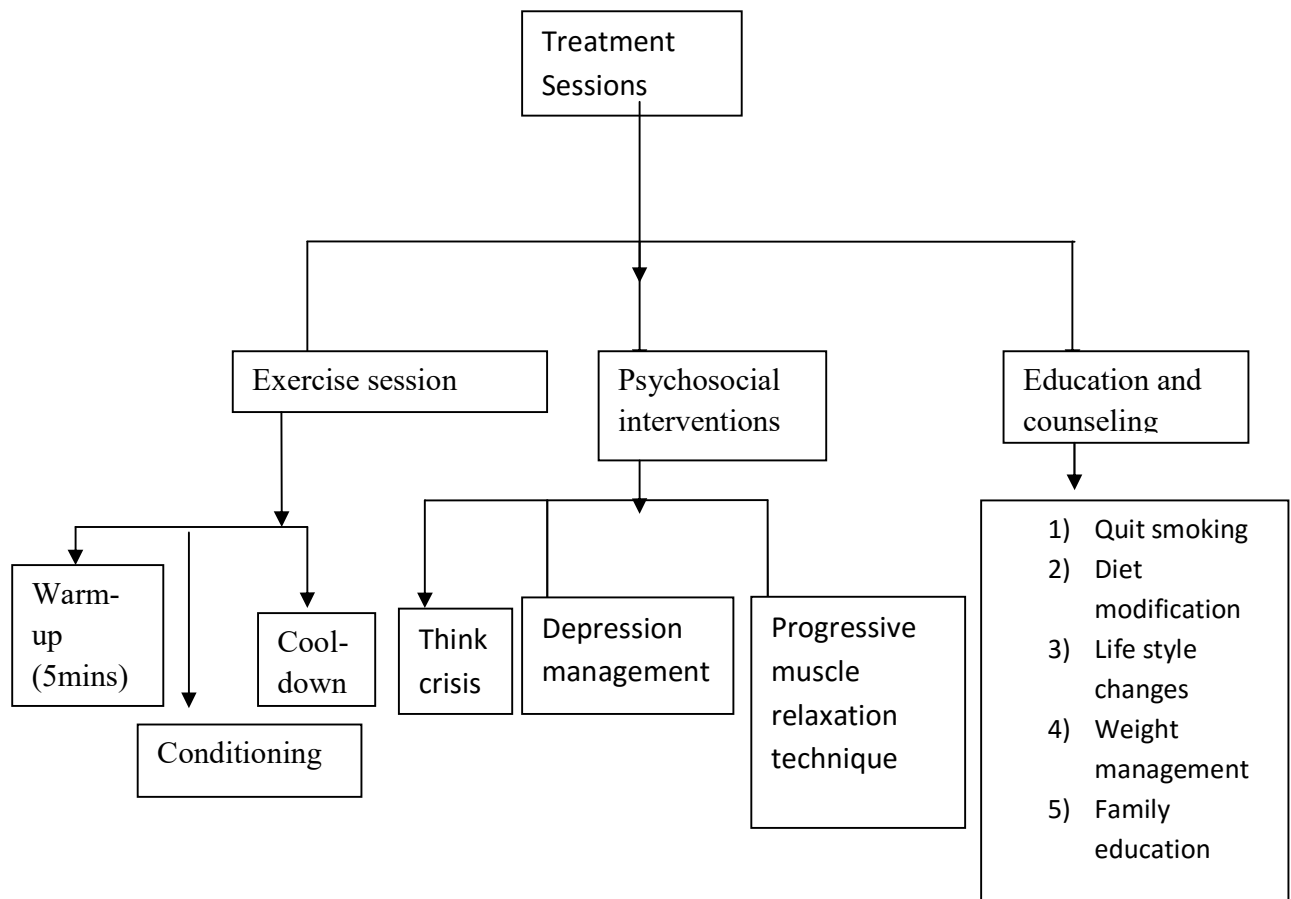 Treatment
Sessions
Exercise session
Psychosocial
interventions
Education and
counseling
Warm-
up
(5mins)
Conditioning
Cool-
down
Think
crisis
Depression
management
Progressive
muscle
relaxation
technique
1) Quit smoking
2) Diet
modification
3) Life style
changes
4) Weight
management
5) Family
education